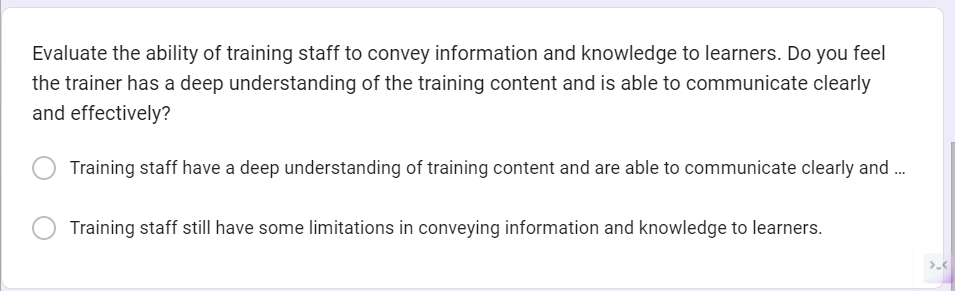 Evaluate the ability of training staff to convey information and knowledge to learners. Do you feel
the trainer has a deep understanding of the training content and is able to communicate clearly
and effectively?
Training staff have a deep understanding of training content and are able to communicate clearly and ...
Training staff still have some limitations in conveying information and knowledge to learners.